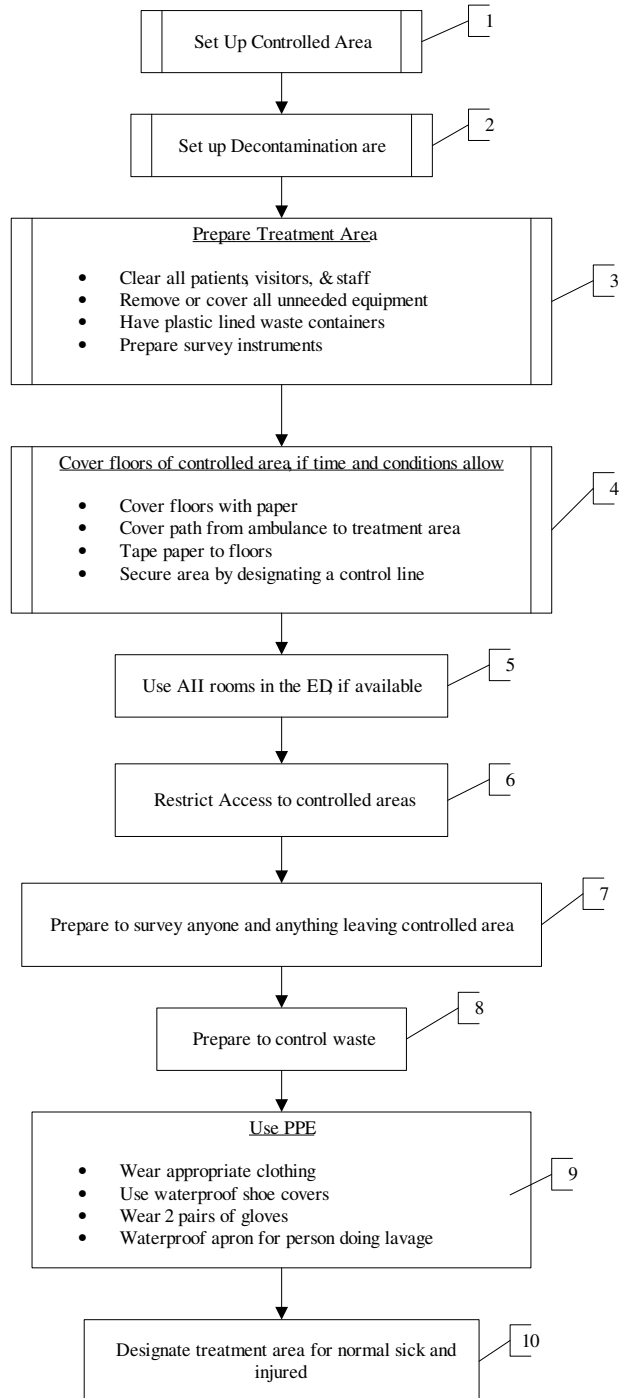 Set Up Controlled Area
1
Set up Decontamination are
2
Prepare Treatment Area
• Clear all patients, visitors, & staff
• Remove or cover all unneeded equipment
• Have plastic lined waste containers
• Prepare survey instruments
3
Cover floors of controlled area, if time and conditions allow
• Cover floors with paper
• Cover path from ambulance to treatment area
• Tape paper to floors
• Secure area by designating a control line
4
Use AII rooms in the ED, if available
5
Restrict Access to controlled areas
6
Prepare to survey anyone and anything leaving controlled area
7
Prepare to control waste
8
Use PPE
• Wear appropriate clothing
• Use waterproof shoe covers
• Wear 2 pairs of gloves
• Waterproof apron for person doing lavage
9
Designate treatment area for normal sick and
injured
10